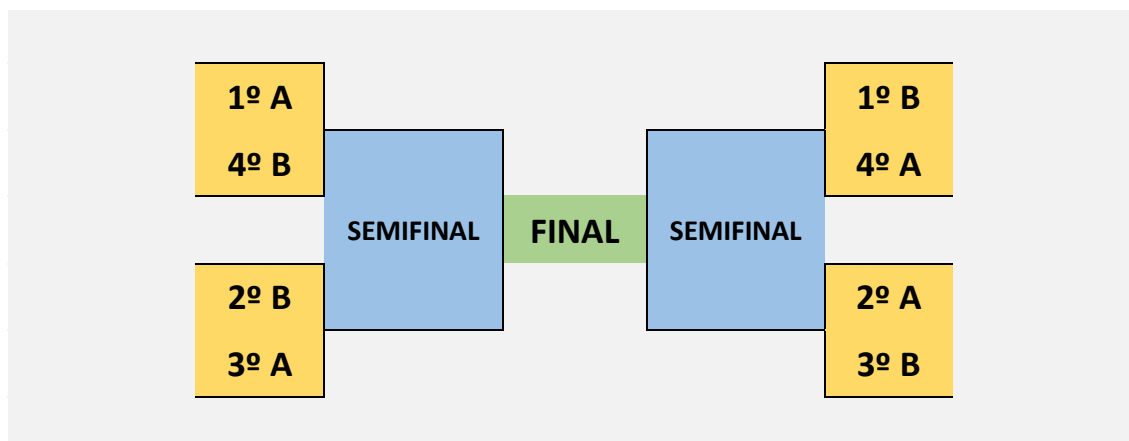 1º A
4º B
2º B
3º A
SEMIFINAL
FINAL
SEMIFINAL
1º B
4º A
2º A
3º B